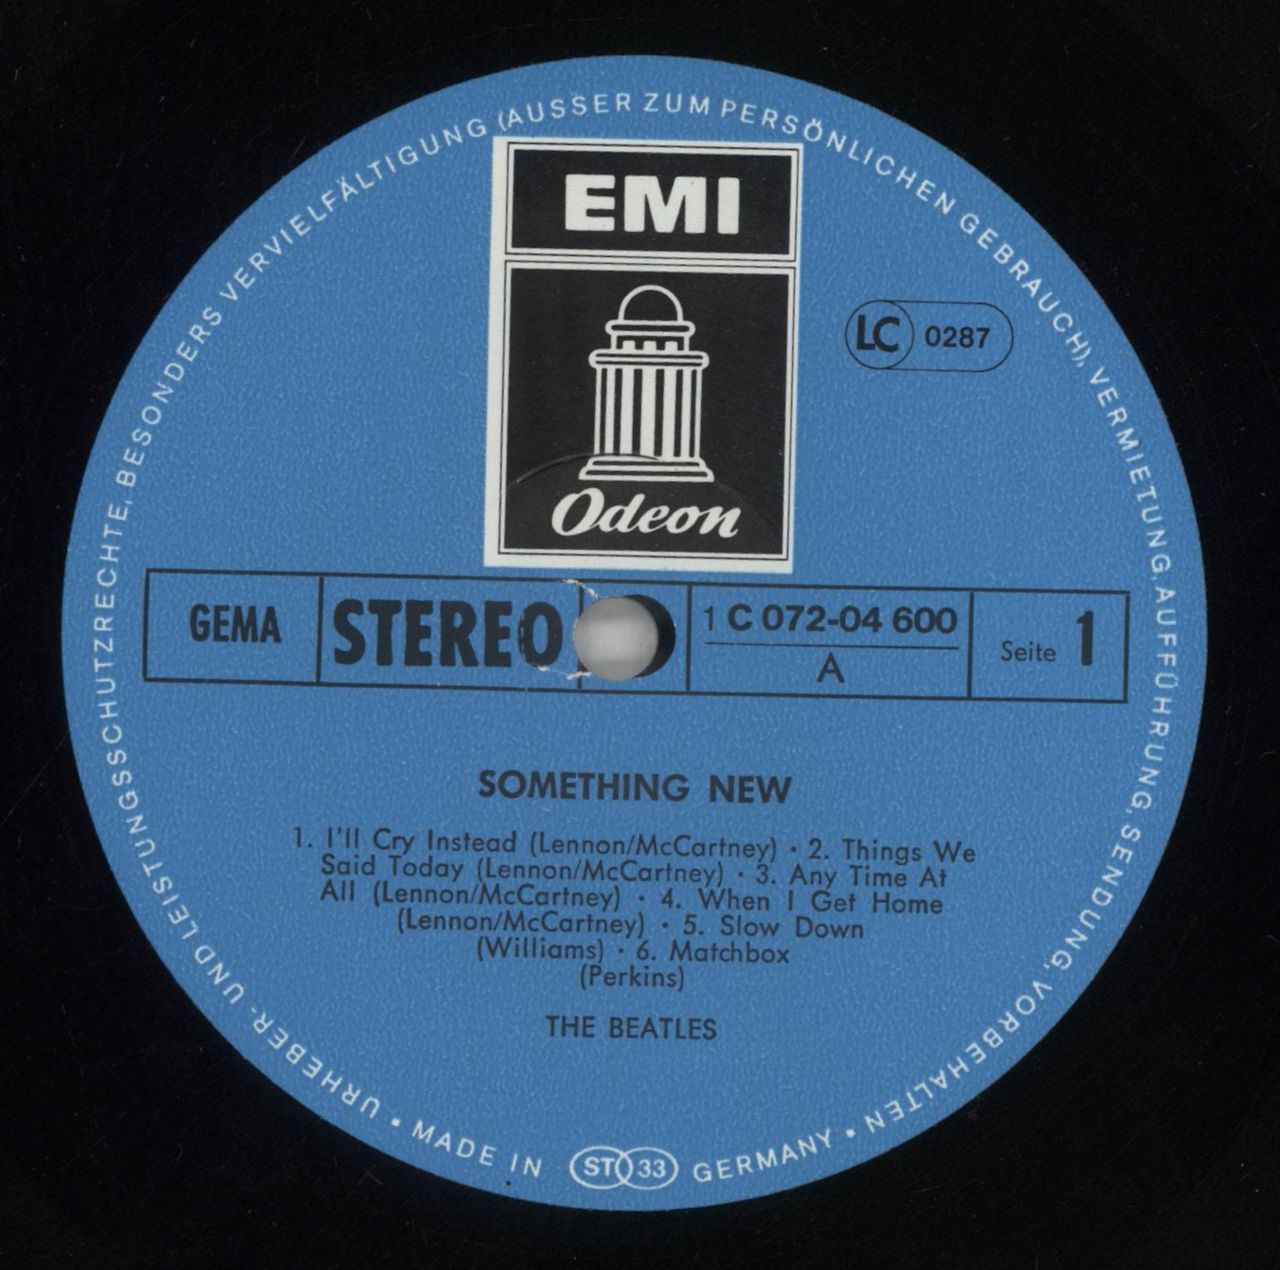 URHEBER- UND LEISTUNGSSCHUTZRECHTE, BESONDERS VERVIELFÄLTIGUNG (AUSSER ZUM PERSÖNLICHEN GEBRAUCH), VERMIETUNG, AUFFÜHRUNG, SENDUNG, VORBEHALTEN •
EMI
Odeon
LC 0287
GEMA
STEREO
1 C 072-04 600
A
Seite 1
SOMETHING NEW
1. I'll Cry Instead (Lennon/McCartney) · 2. Things We
Said Today (Lennon/McCartney) · 3. Any Time At
All (Lennon/McCartney) · 4. When I Get Home
(Lennon/McCartney) · 5. Slow Down
(Williams) · 6. Matchbox
(Perkins)
THE BEATLES
• MADE IN ST 33 GERMANY